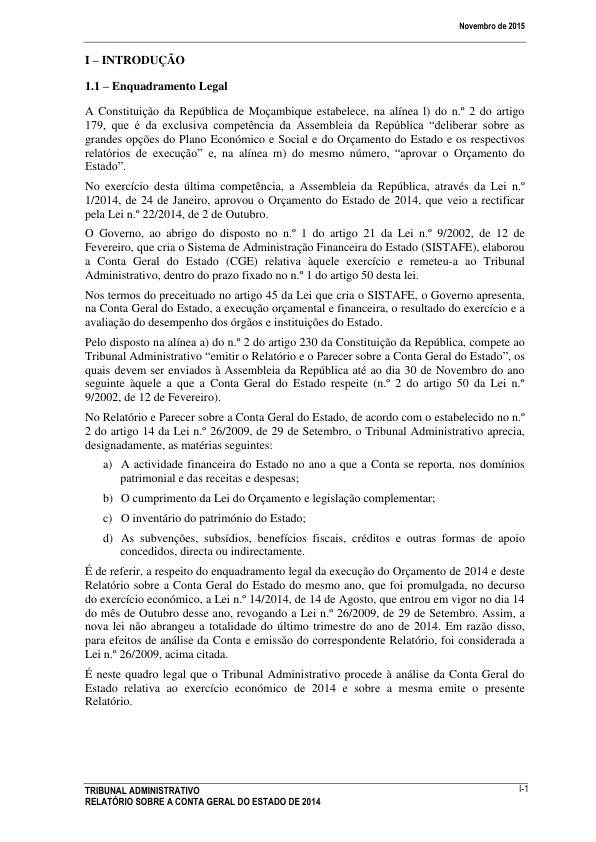 Novembro de 2015
I – INTRODUÇÃO
1.1 – Enquadramento Legal
A Constituição da República de Moçambique estabelece, na alínea l) do n.º 2 do artigo
179, que é da exclusiva competência da Assembleia da República “deliberar sobre as
grandes opções do Plano Económico e Social e do Orçamento do Estado e os respectivos
relatórios de execução” e, na alínea m) do mesmo número, “aprovar o Orçamento do
Estado”.
No exercício desta última competência, a Assembleia da República, através da Lei n.º
1/2014, de 24 de Janeiro, aprovou o Orçamento do Estado de 2014, que veio a rectificar
pela Lei n.º 22/2014, de 2 de Outubro.
O Governo, ao abrigo do disposto no n.º 1 do artigo 21 da Lei n.º 9/2002, de 12 de
Fevereiro, que cria o Sistema de Administração Financeira do Estado (SISTAFE), elaborou
a Conta Geral do Estado (CGE) relativa àquele exercício e remeteu-a ao Tribunal
Administrativo, dentro do prazo fixado no n.º 1 do artigo 50 desta lei.
Nos termos do preceituado no artigo 45 da Lei que cria o SISTAFE, o Governo apresenta,
na Conta Geral do Estado, a execução orçamental e financeira, o resultado do exercício e a
avaliação do desempenho dos órgãos e instituições do Estado.
Pelo disposto na alínea a) do n.º 2 do artigo 230 da Constituição da República, compete ao
Tribunal Administrativo “emitir o Relatório e o Parecer sobre a Conta Geral do Estado”, os
quais devem ser enviados à Assembleia da República até ao dia 30 de Novembro do ano
seguinte àquele a que a Conta Geral do Estado respeite (n.º 2 do artigo 50 da Lei n.º
9/2002, de 12 de Fevereiro).
No Relatório e Parecer sobre a Conta Geral do Estado, de acordo com o estabelecido no n.º
2 do artigo 14 da Lei n.º 26/2009, de 29 de Setembro, o Tribunal Administrativo aprecia,
designadamente, as matérias seguintes:
a) A actividade financeira do Estado no ano a que a Conta se reporta, nos domínios
patrimonial e das receitas e despesas;
b) O cumprimento da Lei do Orçamento e legislação complementar;
c) O inventário do património do Estado;
d) As subvenções, subsídios, benefícios fiscais, créditos e outras formas de apoio
concedidos, directa ou indirectamente.
É de referir, a respeito do enquadramento legal da execução do Orçamento de 2014 e deste
Relatório sobre a Conta Geral do Estado do mesmo ano, que foi promulgada, no decurso
do exercício económico, a Lei n.º 14/2014, de 14 de Agosto, que entrou em vigor no dia 14
do mês de Outubro desse ano, revogando a Lei n.º 26/2009, de 29 de Setembro. Assim, a
nova lei não abrangeu a totalidade do último trimestre do ano de 2014. Em razão disso,
para efeitos de análise da Conta e emissão do correspondente Relatório, foi considerada a
Lei n.º 26/2009, acima citada.
É neste quadro legal que o Tribunal Administrativo procede à análise da Conta Geral do
Estado relativa ao exercício económico de 2014 e sobre a mesma emite o presente
Relatório.
TRIBUNAL ADMINISTRATIVO
RELATÓRIO SOBRE A CONTA GERAL DO ESTADO DE 2014
I-1